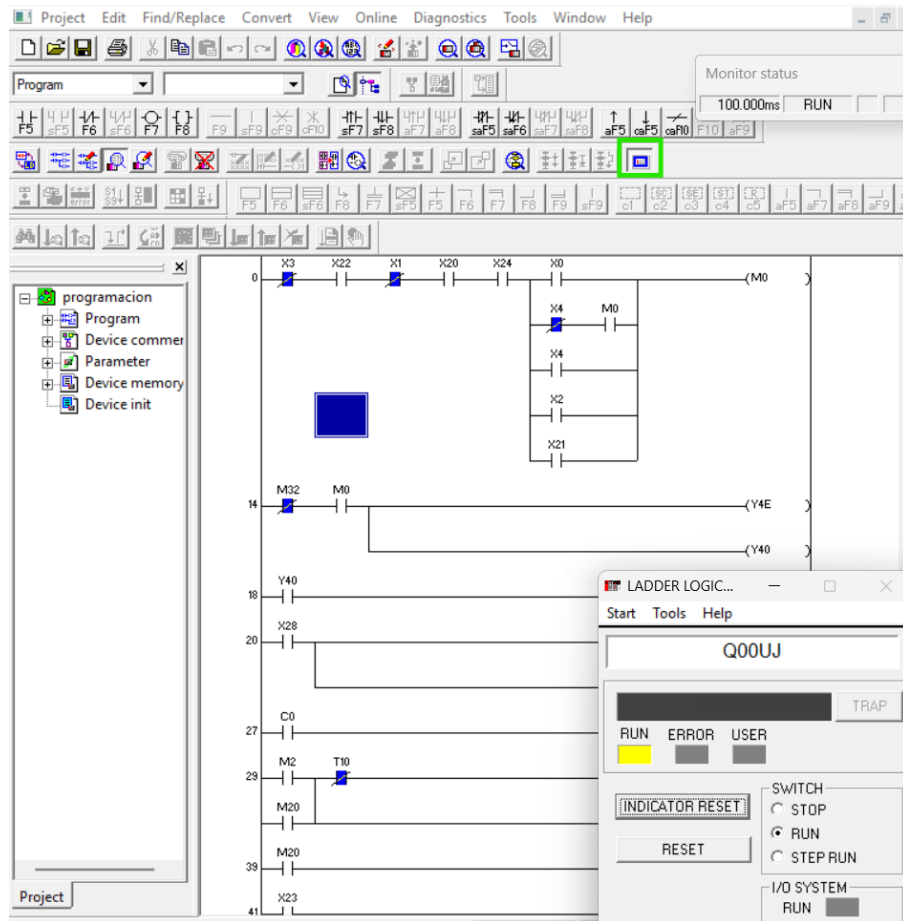 Project Edit Find/Replace Convert View Online Diagnostics Tools Window Help
Program
Monitor status
100.000ms RUN
F5 sF5 F6 sF6 F7 F8 F9 sF9 cF9 cF10 sF7 sF8 aF7 aF8 saF5 saF6 saF7 saF8 aF5 caF5 caF10 F10 aF9
F5 F6 sF6 F8 F7 sF5 F5 F6 F7 F8 F9 sF9 c1 c2 c3 c4 c5 aF5 aF7 aF8 aF9
programacion
Program
Device commer
Parameter
Device memory
Device init
Project
X3 X22 X1 X20 X24 X0
0 (M0 )
X4 M0
X4
X2
X21
M32 M0
14 (Y4E )
(Y40 )
Y40
18
X28
20
C0
27
M2 T10
29
M20
M20
39
X23
41
LADDER LOGIC...
Start Tools Help
Q00UJ
TRAP
RUN ERROR USER
INDICATOR RESET
RESET
SWITCH
STOP
RUN
STEP RUN
I/O SYSTEM
RUN